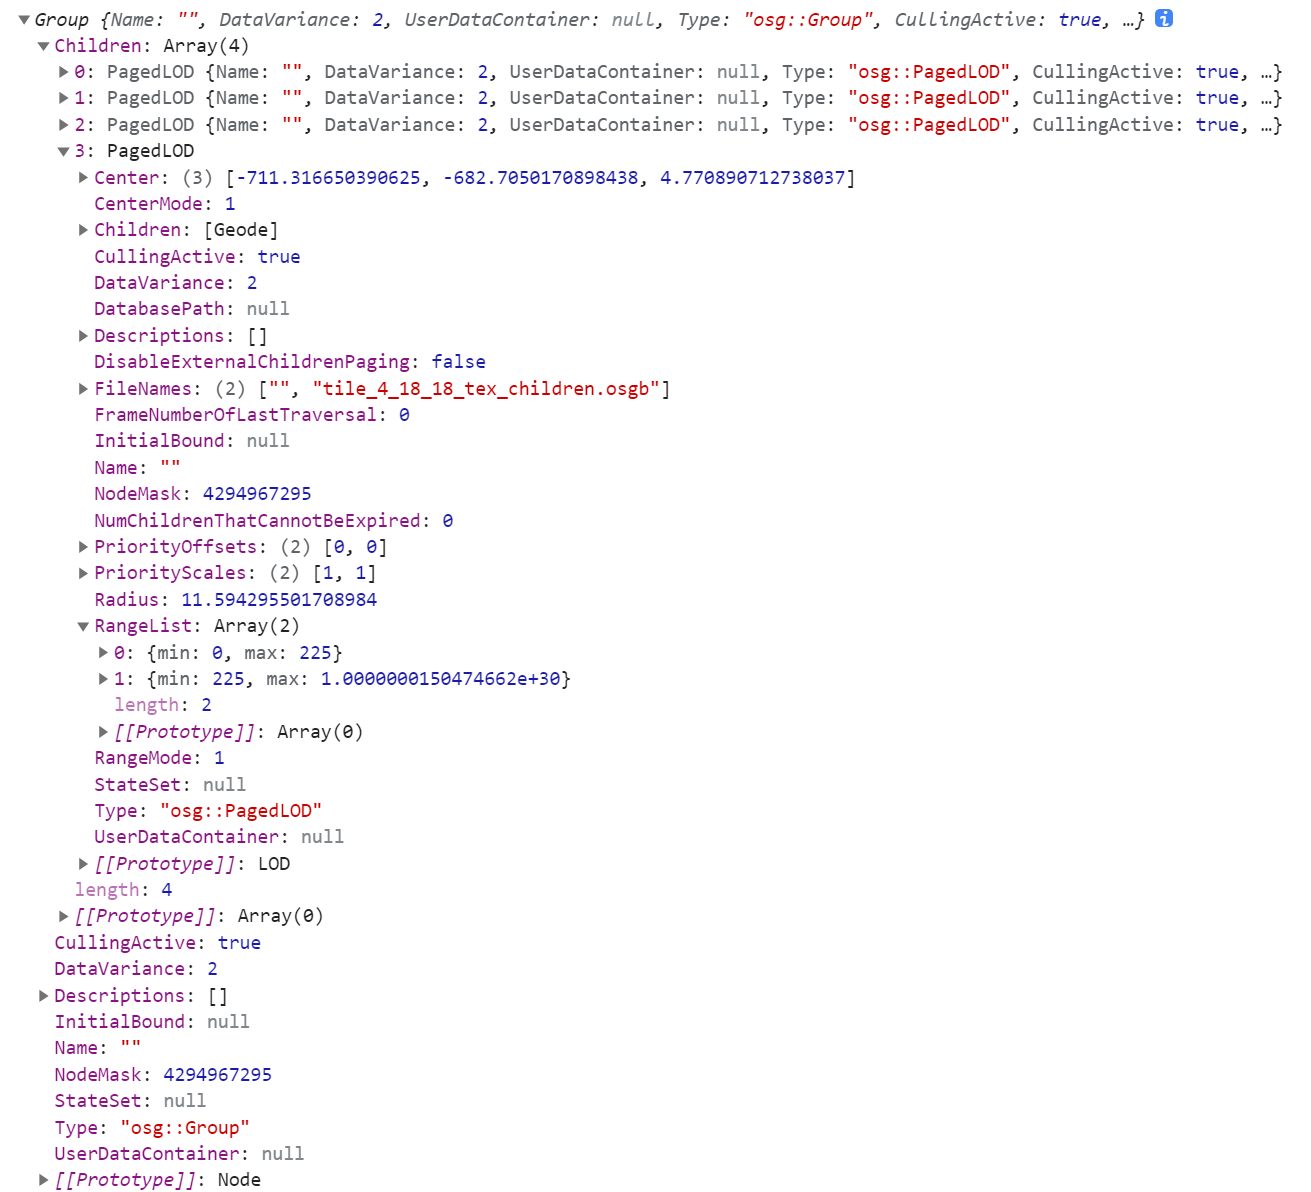 ▼Group {Name: "", DataVariance: 2, UserDataContainer: null, Type: "osg::Group", CullingActive: true, …} i
▼Children: Array(4)
▶0: PagedLOD {Name: "", DataVariance: 2, UserDataContainer: null, Type: "osg::PagedLOD", CullingActive: true, …}
▶1: PagedLOD {Name: "", DataVariance: 2, UserDataContainer: null, Type: "osg::PagedLOD", CullingActive: true, …}
▶2: PagedLOD {Name: "", DataVariance: 2, UserDataContainer: null, Type: "osg::PagedLOD", CullingActive: true, …}
▼3: PagedLOD
▶Center: (3) [-711.316650390625, -682.7050170898438, 4.770890712738037]
CenterMode: 1
▶Children: [Geode]
CullingActive: true
DataVariance: 2
DatabasePath: null
▶Descriptions: []
DisableExternalChildrenPaging: false
▶FileNames: (2) ["", "tile_4_18_18_tex_children.osgb"]
FrameNumberOfLastTraversal: 0
InitialBound: null
Name: ""
NodeMask: 4294967295
NumChildrenThatCannotBeExpired: 0
▶PriorityOffsets: (2) [0, 0]
▶PriorityScales: (2) [1, 1]
Radius: 11.594295501708984
▼RangeList: Array(2)
▶0: {min: 0, max: 225}
▶1: {min: 225, max: 1.0000000150474662e+30}
length: 2
▶[[Prototype]]: Array(0)
RangeMode: 1
StateSet: null
Type: "osg::PagedLOD"
UserDataContainer: null
▶[[Prototype]]: LOD
length: 4
▶[[Prototype]]: Array(0)
CullingActive: true
DataVariance: 2
▶Descriptions: []
InitialBound: null
Name: ""
NodeMask: 4294967295
StateSet: null
Type: "osg::Group"
UserDataContainer: null
▶[[Prototype]]: Node